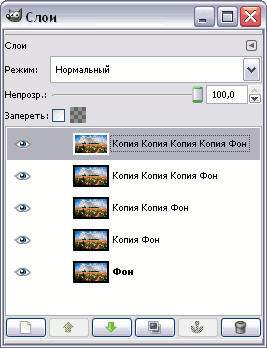 Слои
Слои
Режим: Нормальный
Непрозр.: 100,0
Запереть:
Копия Копия Копия Копия Фон
Копия Копия Копия Фон
Копия Копия Фон
Копия Фон
Фон